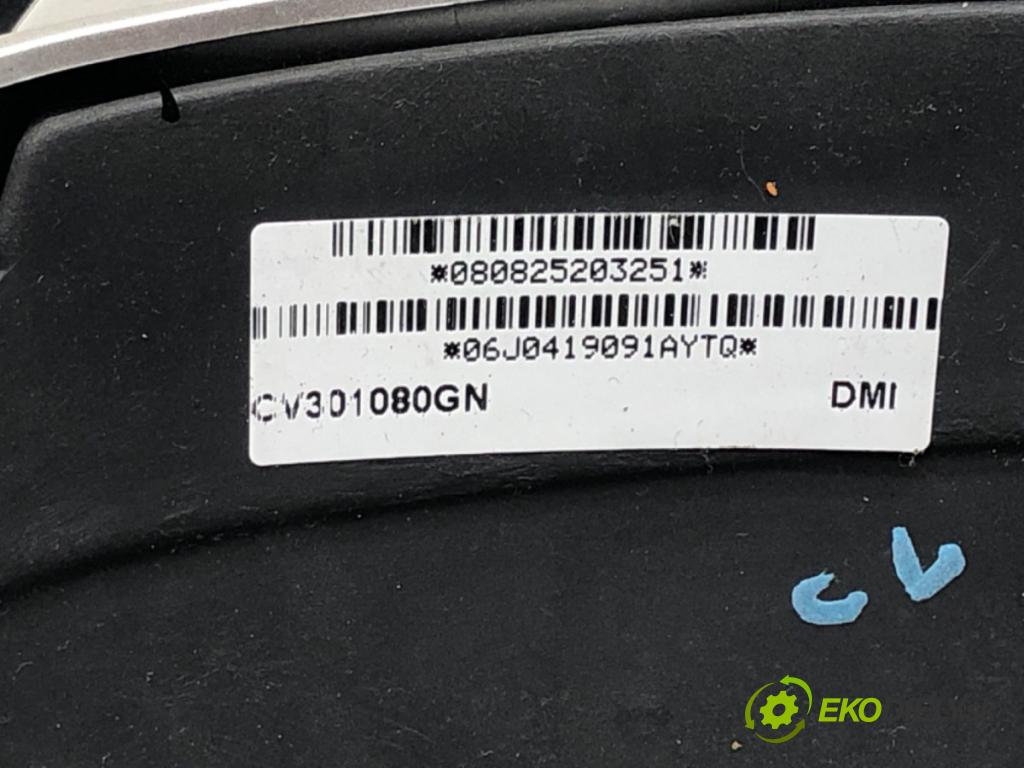 *080825203251*
*06J0419091AYTQ*
CV301080GN DMI
CV
EKO